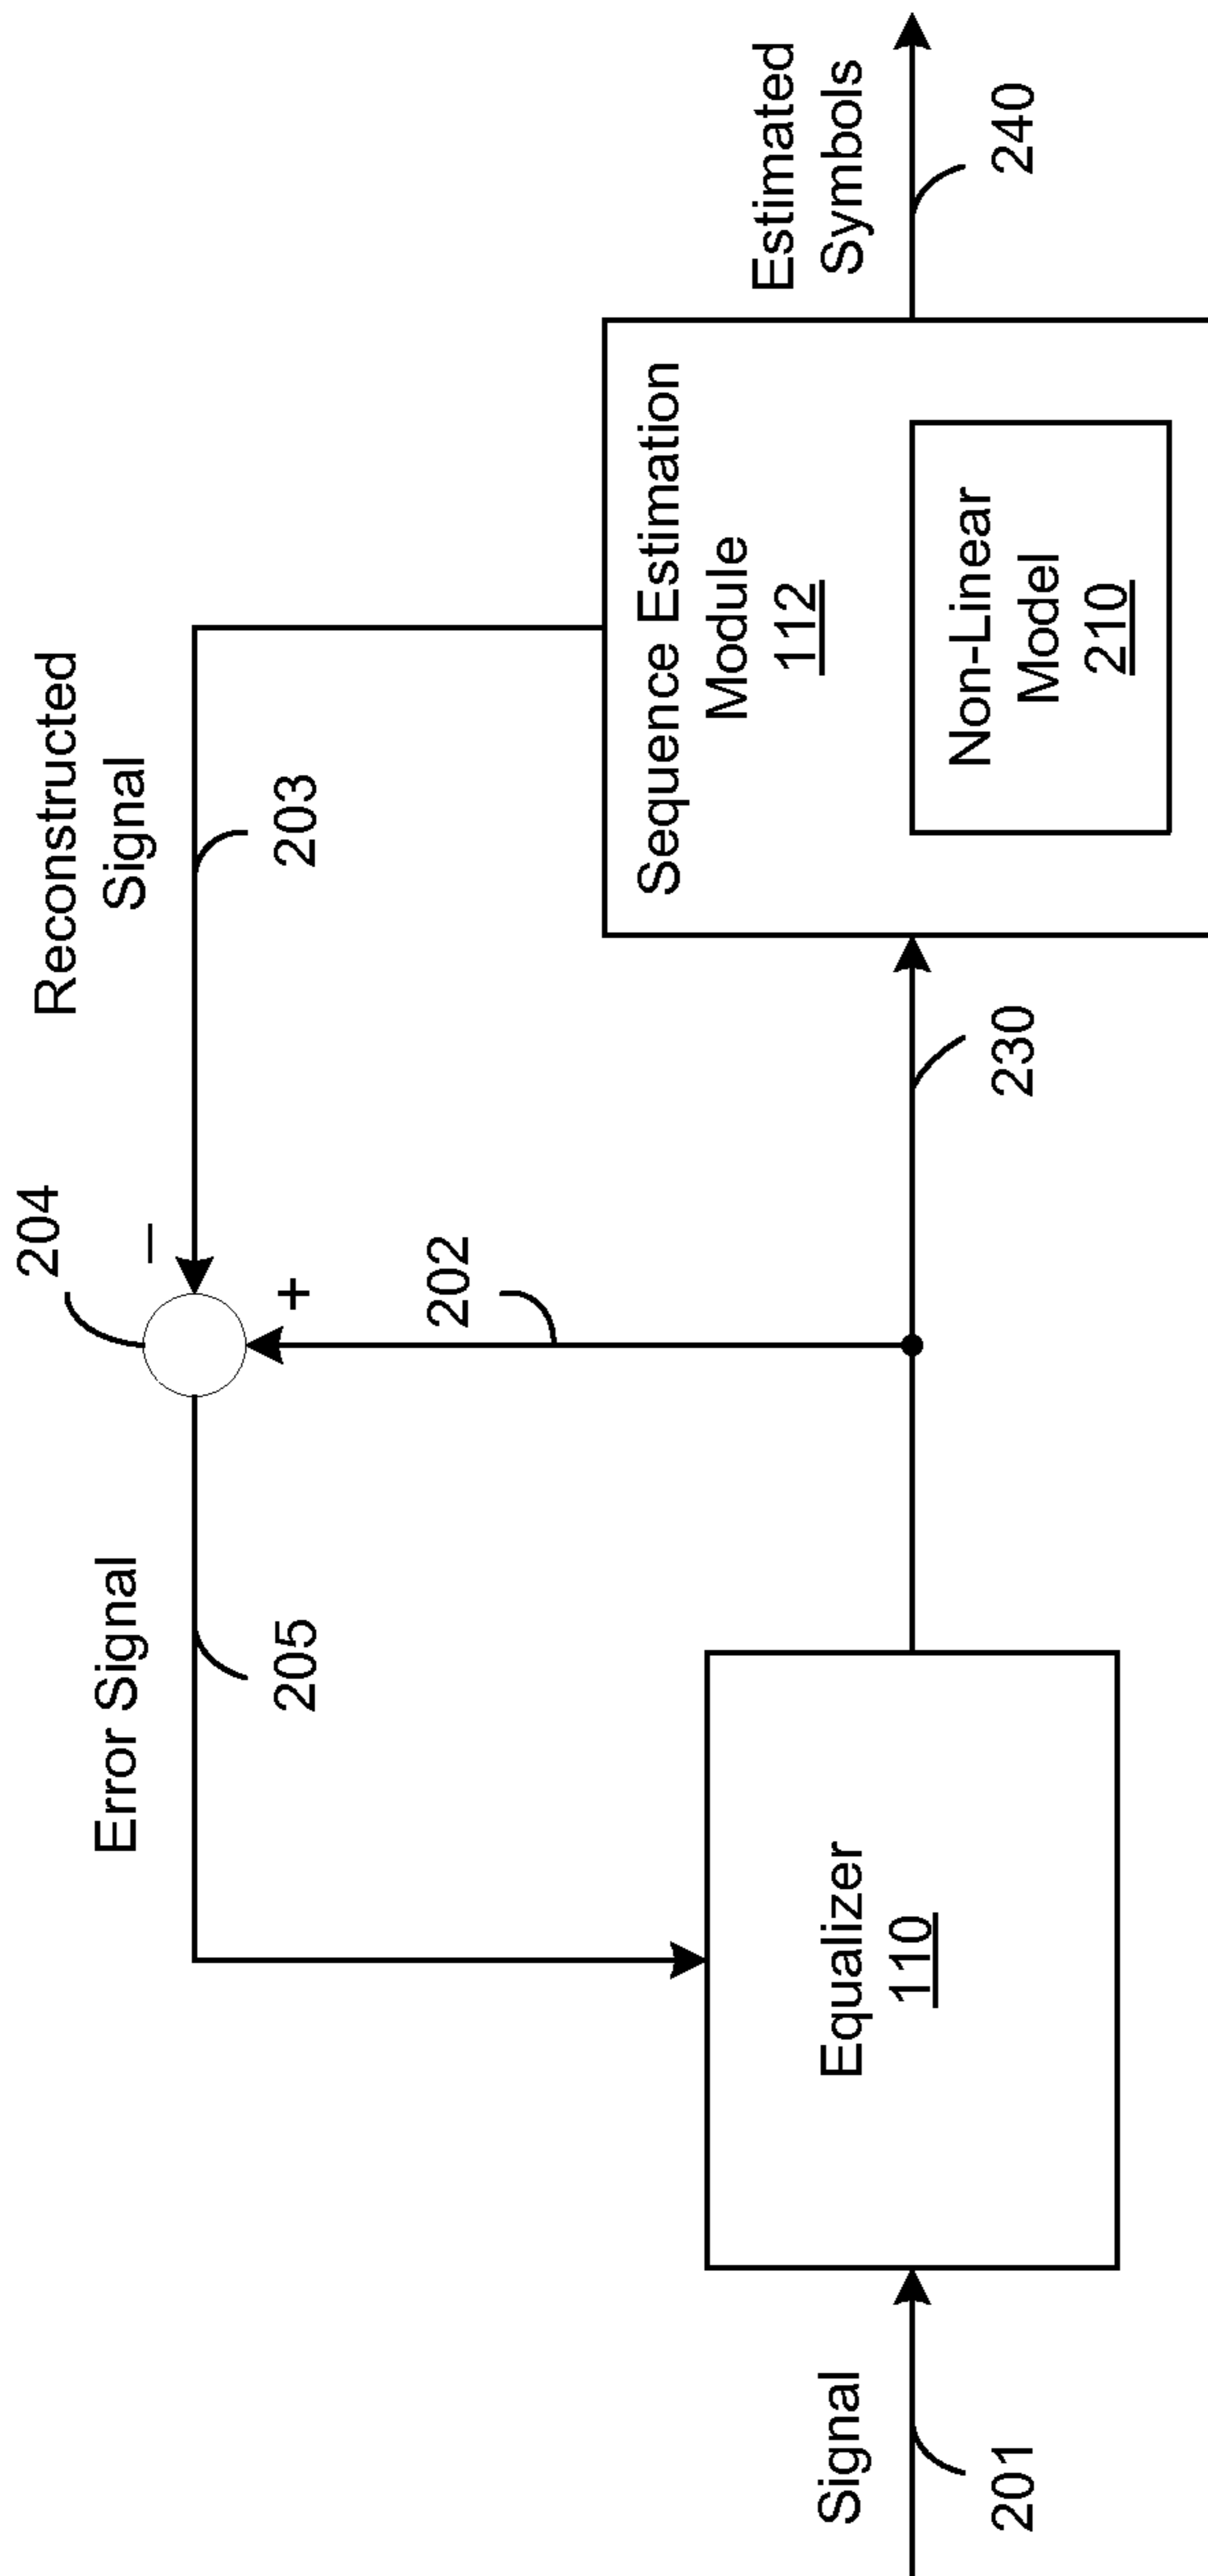 204
Reconstructed
Signal
Error Signal
–
203
205
+
202
Estimated
Symbols
Sequence Estimation
Module
112
Signal
Equalizer
110
Non-Linear
Model
210
201
230
240